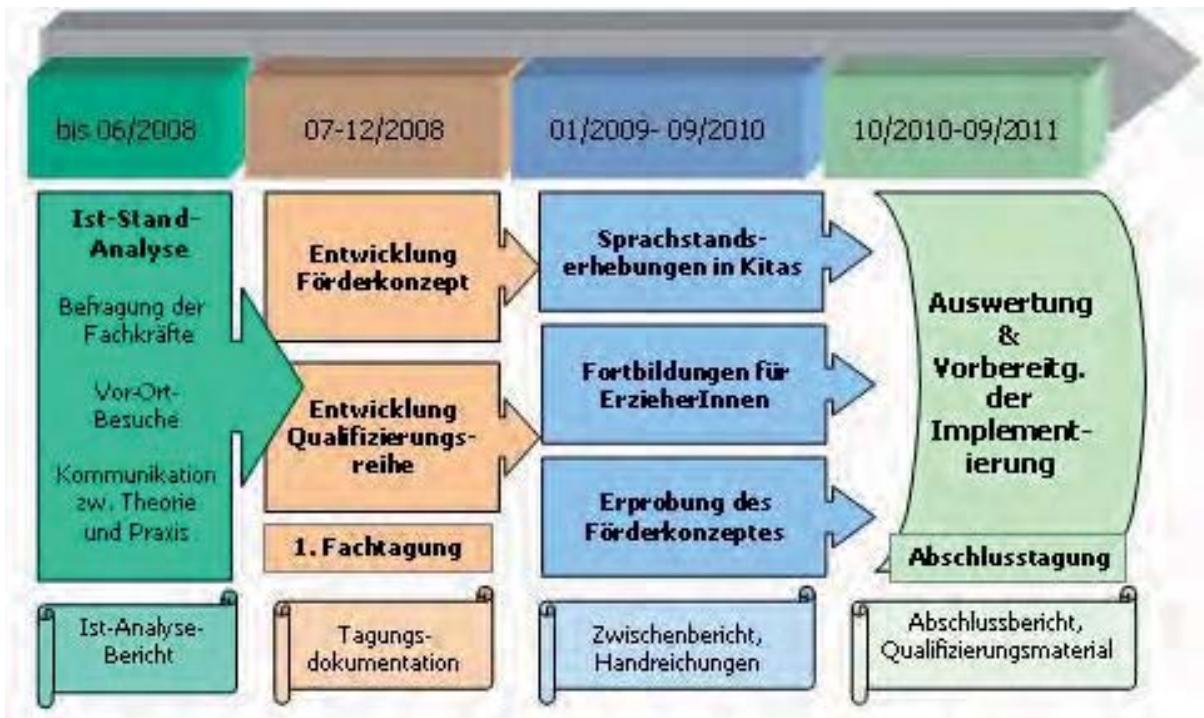 bis 06/2008
07-12/2008
01/2009- 09/2010
10/2010-09/2011
Ist-Stand-
Analyse
Befragung der
Fachkräfte
Vor-Ort-
Besuche
Kommunikation
zw. Theorie
und Praxis
Entwicklung
Förderkonzept
Entwicklung
Qualifizierungs-
reihe
1. Fachtagung
Sprachstands-
erhebungen in Kitas
Fortbildungen für
ErzieherInnen
Erprobung des
Förderkonzeptes
Auswertung
&
Vorbereitg.
der
Implement-
ierung
Abschlusstagung
Ist-Analyse-
Bericht
Tagungs-
dokumentation
Zwischenbericht,
Handreichungen
Abschlussbericht,
Qualifizierungsmaterial